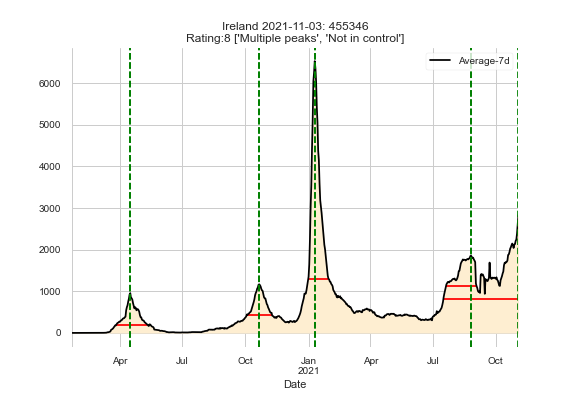 Ireland 2021-11-03: 455346
Rating:8 ['Multiple peaks', 'Not in control']
Average-7d
6000
5000
4000
3000
2000
1000
0
Apr
Jul
Oct
Jan
2021
Apr
Jul
Oct
Date